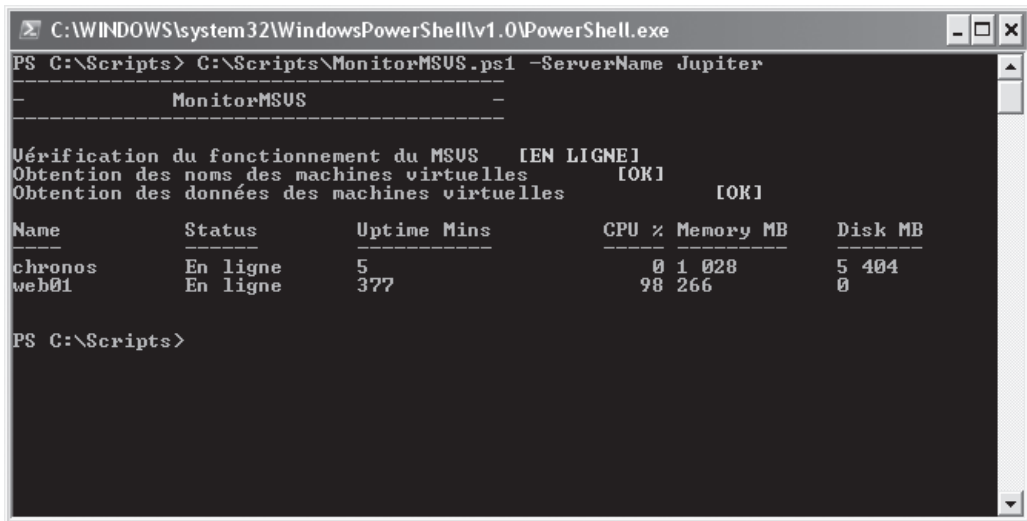 C:\WINDOWS\system32\WindowsPowerShell\v1.0\PowerShell.exe
PS C:\Scripts> C:\Scripts\MonitorMSVS.ps1 -ServerName Jupiter
----------------------------------------
-            MonitorMSVS               -
----------------------------------------
Vérification du fonctionnement du MSVS   [EN LIGNE]
Obtention des noms des machines virtuelles       [OK]
Obtention des données des machines virtuelles            [OK]
Name          Status        Uptime Mins         CPU % Memory MB    Disk MB
----          ------        -----------         ----- ---------    -------
chronos       En ligne      5                       0 1 028        5 404
web01         En ligne      377                    98 266          0
PS C:\Scripts>